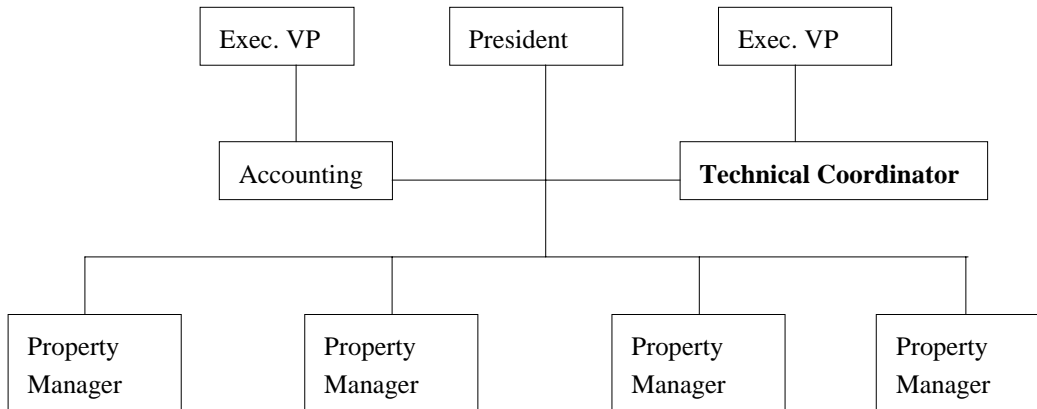 Exec. VP
President
Exec. VP
Accounting
Technical Coordinator
Property
Manager
Property
Manager
Property
Manager
Property
Manager